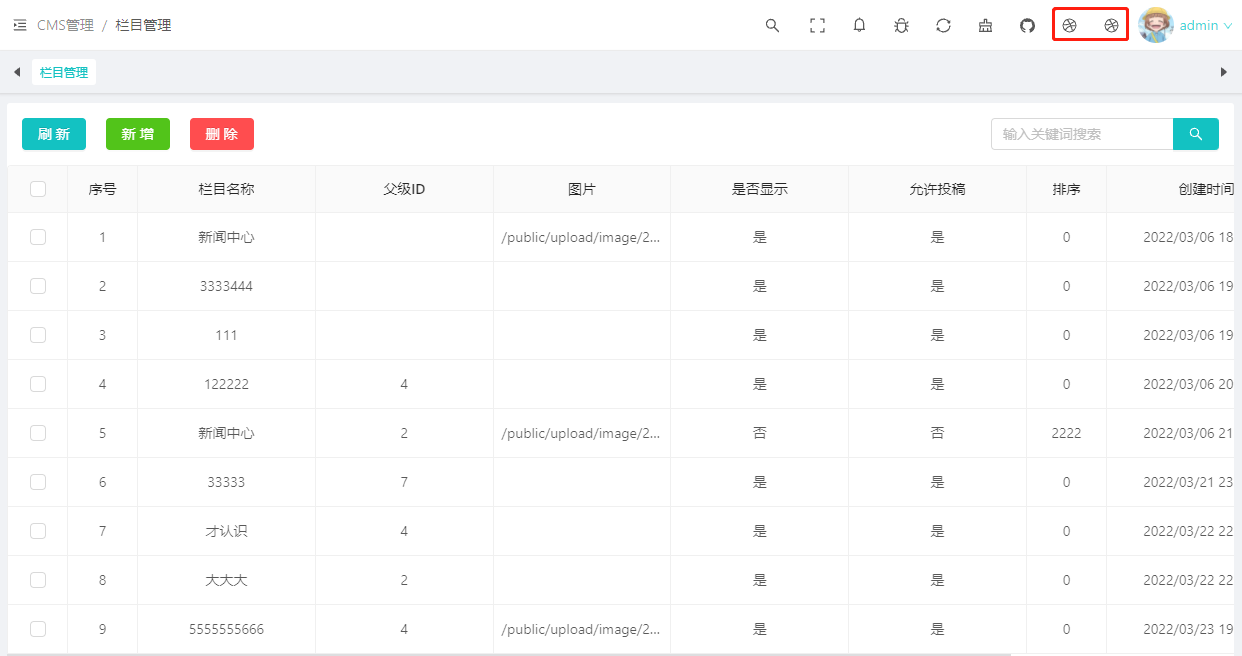 CMS管理 / 栏目管理
admin
栏目管理
刷 新 新 增 删 除 输入关键词搜索
序号 栏目名称 父级ID 图片 是否显示 允许投稿 排序 创建时间
1 新闻中心 /public/upload/image/2... 是 是 0 2022/03/06 18
2 3333444 是 是 0 2022/03/06 19
3 111 是 是 0 2022/03/06 19
4 122222 4 是 是 0 2022/03/06 20
5 新闻中心 2 /public/upload/image/2... 否 否 2222 2022/03/06 21
6 33333 7 是 是 0 2022/03/21 23
7 才认识 4 是 是 0 2022/03/22 22
8 大大大 2 是 是 0 2022/03/22 22
9 5555555666 4 /public/upload/image/2... 是 是 0 2022/03/23 19